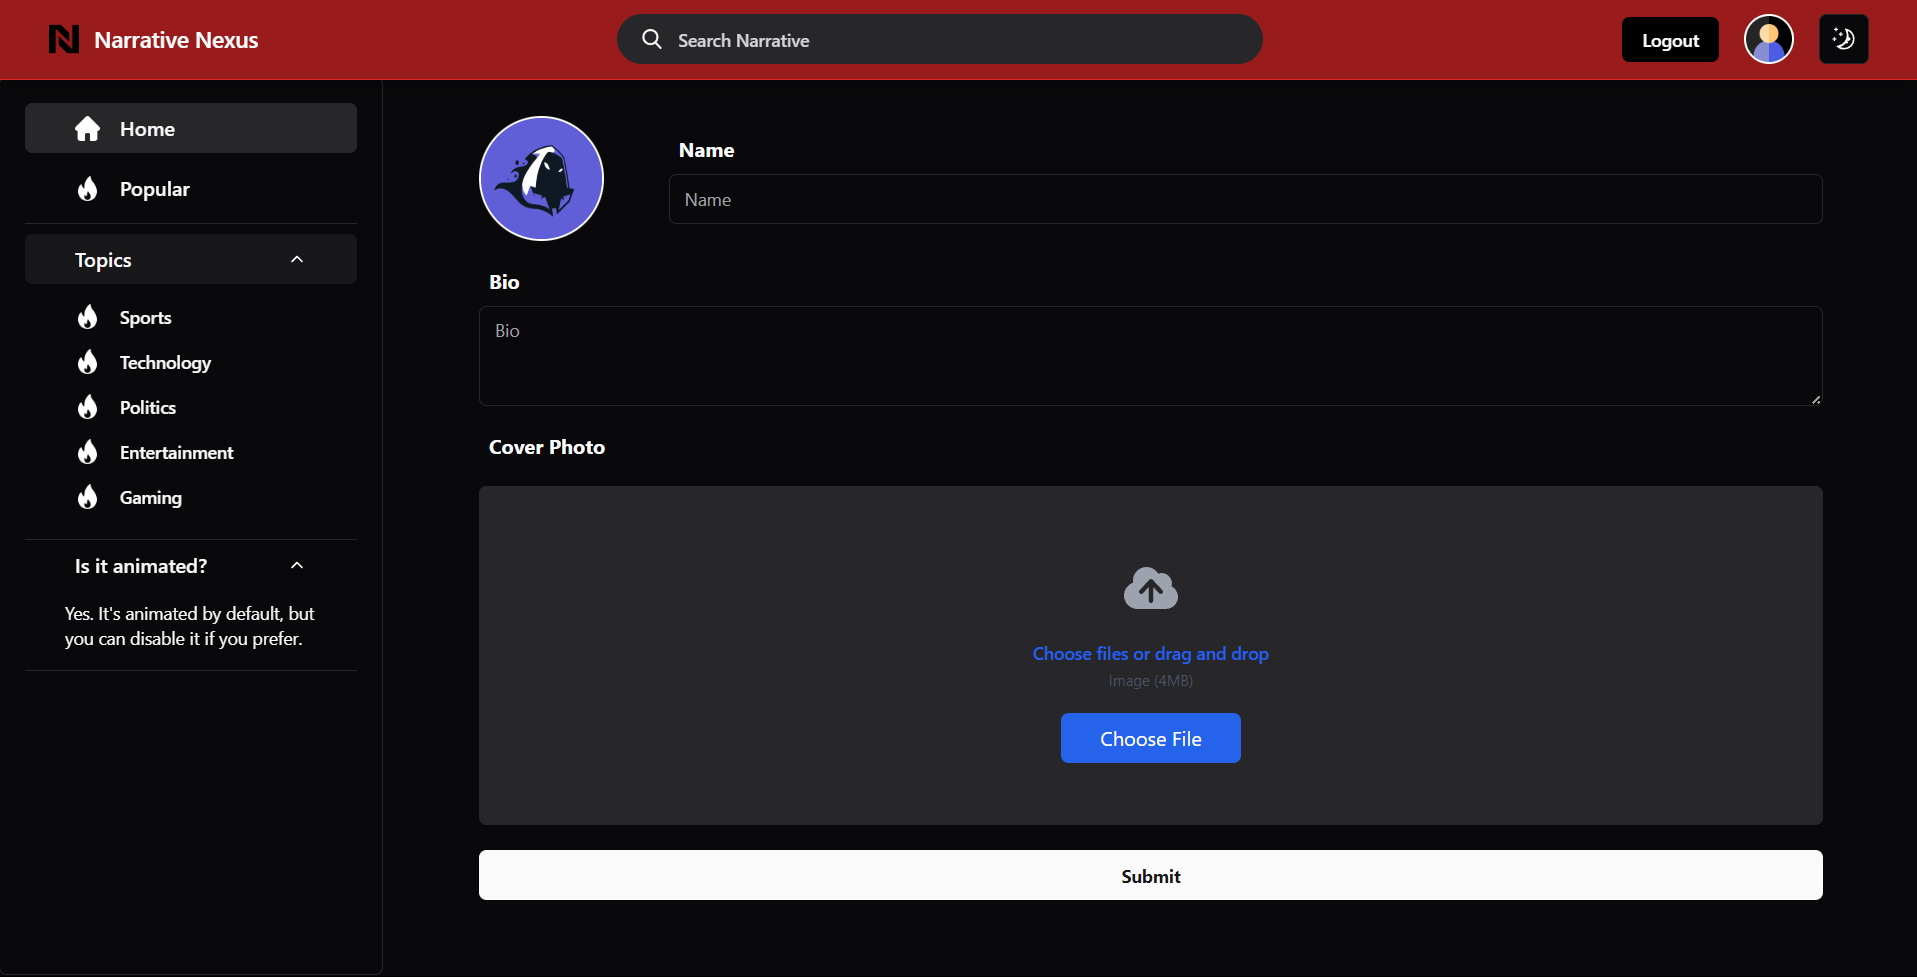 Narrative Nexus
Search Narrative
Logout
Home
Popular
Topics
Sports
Technology
Politics
Entertainment
Gaming
Is it animated?
Yes. It's animated by default, but
you can disable it if you prefer.
Name
Name
Bio
Bio
Cover Photo
Choose files or drag and drop
Image (4MB)
Choose File
Submit